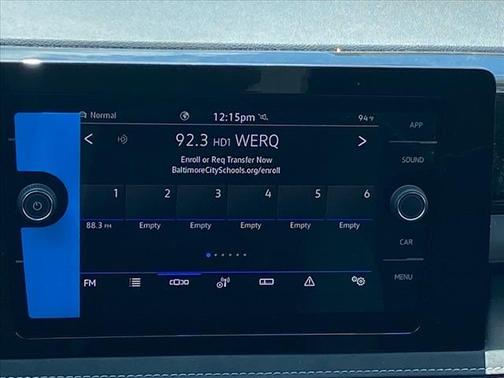 Normal 12:15pm 94°F
APP
92.3 HD1 WERQ
SOUND
Enroll or Req Transfer Now
BaltimoreCitySchools.org/enroll
1 2 3 4 5 6
88.3 FM Empty Empty Empty Empty Empty
CAR
FM
MENU